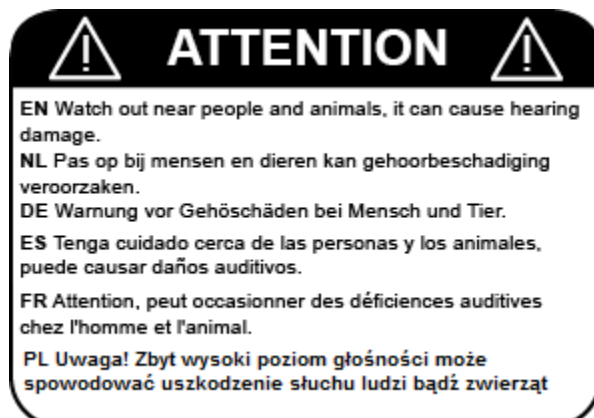 ATTENTION
EN Watch out near people and animals, it can cause hearing
damage.
NL Pas op bij mensen en dieren kan gehoorbeschadiging
veroorzaken.
DE Warnung vor Gehöschäden bei Mensch und Tier.
ES Tenga cuidado cerca de las personas y los animales,
puede causar daños auditivos.
FR Attention, peut occasionner des déficiences auditives
chez l'homme et l'animal.
PL Uwaga! Zbyt wysoki poziom głośności może
spowodować uszkodzenie słuchu ludzi bądź zwierząt